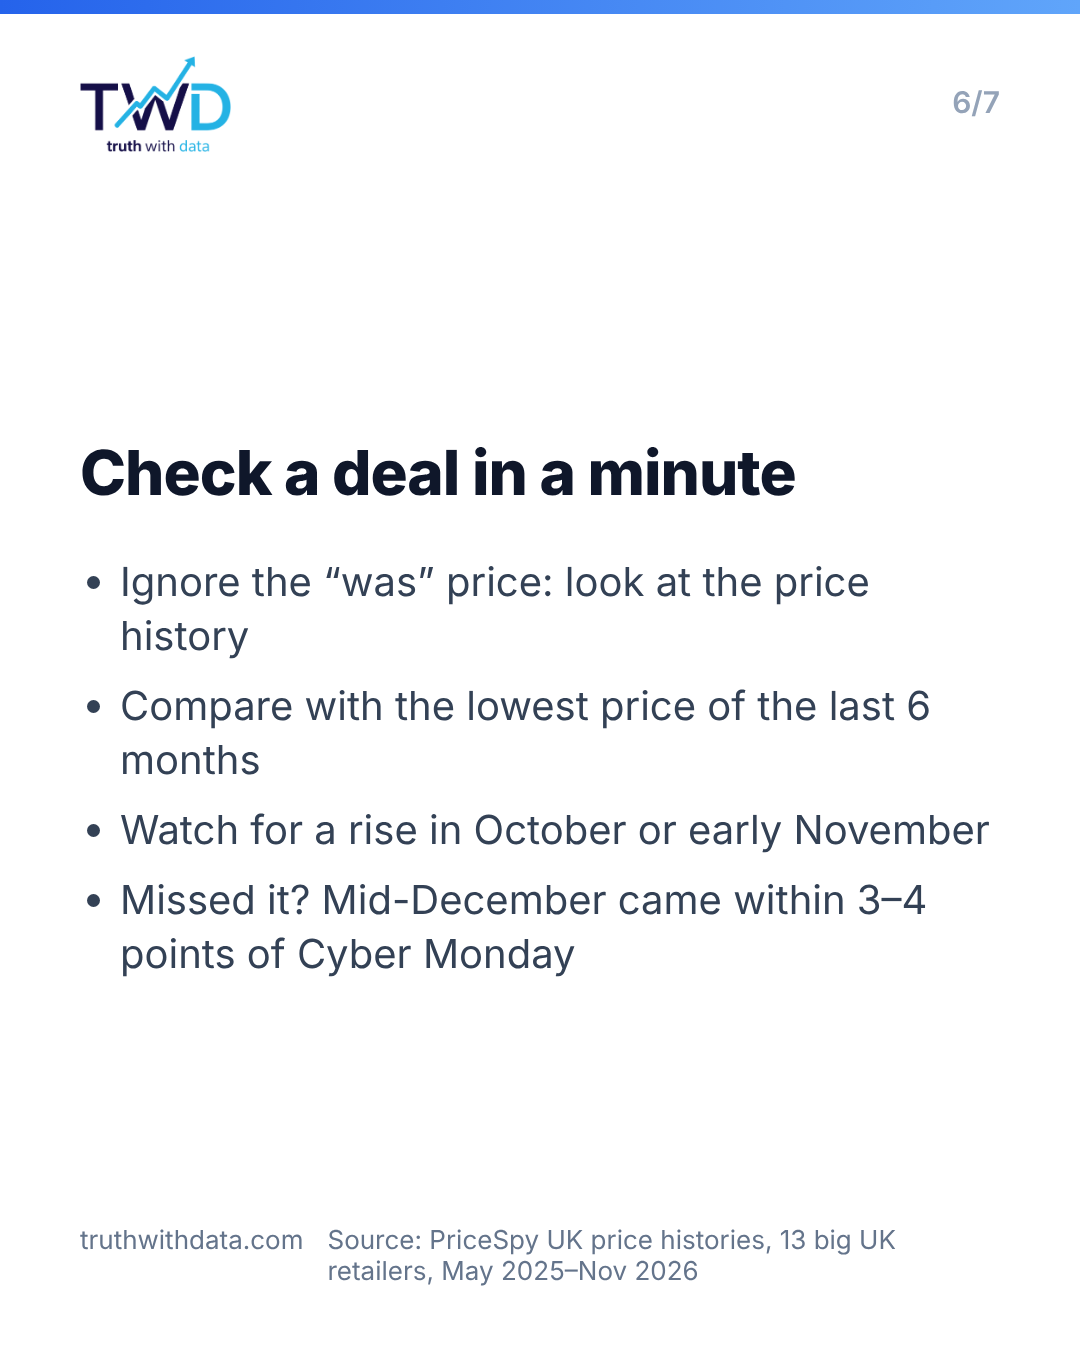 TWD
truth with data
6/7
Check a deal in a minute
• Ignore the “was” price: look at the price
history
• Compare with the lowest price of the last 6
months
• Watch for a rise in October or early November
• Missed it? Mid-December came within 3–4
points of Cyber Monday
truthwithdata.com
Source: PriceSpy UK price histories, 13 big UK
retailers, May 2025–Nov 2026